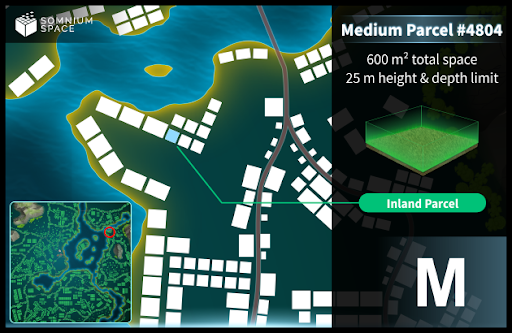 SOMNIUM
SPACE
Medium Parcel #4804
600 m² total space
25 m height & depth limit
Inland Parcel
M